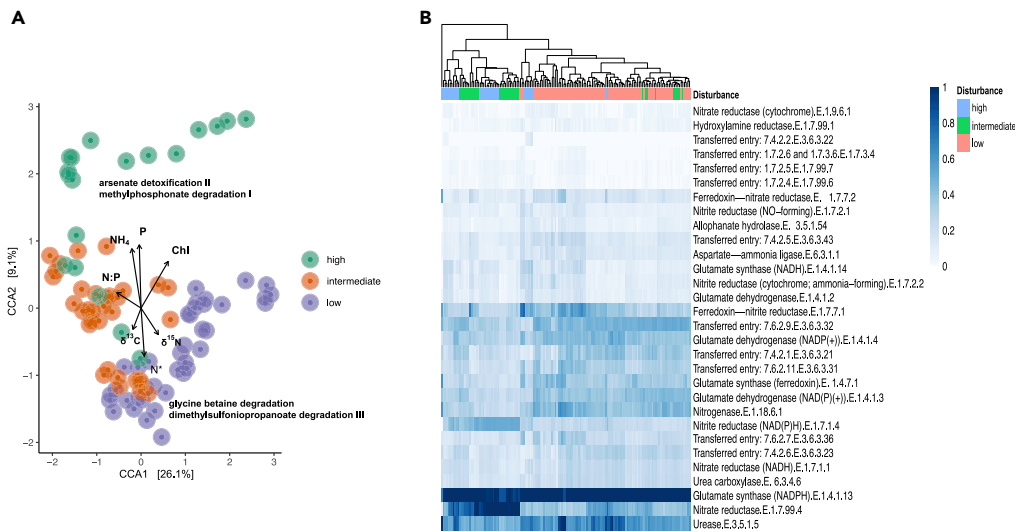 A
3
2
1
0
−1
−2
CCA2 [9.1%]
arsenate detoxification II
methylphosphonate degradation I
P
NH₄
Chl
N:P
δ¹³C
δ¹⁵N
N*
glycine betaine degradation
dimethylsulfoniopropanoate degradation III
−2
−1
0
1
2
3
CCA1 [26.1%]
high
intermediate
low
B
Disturbance
Nitrate reductase (cytochrome).E.1.9.6.1
Hydroxylamine reductase.E.1.7.99.1
Transferred entry: 7.4.2.2.E.3.6.3.22
Transferred entry: 1.7.2.6 and 1.7.3.6.E.1.7.3.4
Transferred entry: 1.7.2.5.E.1.7.99.7
Transferred entry: 1.7.2.4.E.1.7.99.6
Ferredoxin—nitrate reductase.E. 1.7.7.2
Nitrite reductase (NO−forming).E.1.7.2.1
Allophanate hydrolase.E. 3.5.1.54
Transferred entry: 7.4.2.5.E.3.6.3.43
Aspartate—ammonia ligase.E.6.3.1.1
Glutamate synthase (NADH).E.1.4.1.14
Nitrite reductase (cytochrome; ammonia−forming).E.1.7.2.2
Glutamate dehydrogenase.E.1.4.1.2
Ferredoxin—nitrite reductase.E.1.7.7.1
Transferred entry: 7.6.2.9.E.3.6.3.32
Glutamate dehydrogenase (NADP(+)).E.1.4.1.4
Transferred entry: 7.4.2.1.E.3.6.3.21
Transferred entry: 7.6.2.11.E.3.6.3.31
Glutamate synthase (ferredoxin).E. 1.4.7.1
Glutamate dehydrogenase (NAD(P)(+)).E.1.4.1.3
Nitrogenase.E.1.18.6.1
Nitrite reductase (NAD(P)H).E.1.7.1.4
Transferred entry: 7.6.2.7.E.3.6.3.36
Transferred entry: 7.4.2.6.E.3.6.3.23
Nitrate reductase (NADH).E.1.7.1.1
Urea carboxylase.E. 6.3.4.6
Glutamate synthase (NADPH).E.1.4.1.13
Nitrate reductase.E.1.7.99.4
Urease.E.3.5.1.5
1
0.8
0.6
0.4
0.2
0
Disturbance
high
intermediate
low